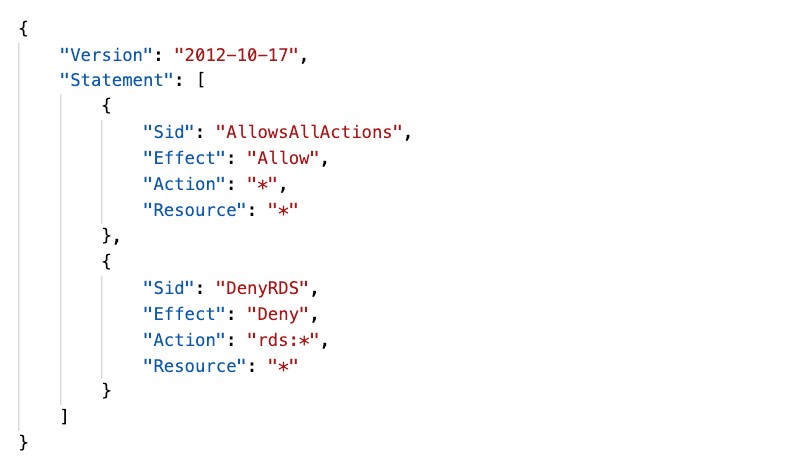 {
    "Version": "2012-10-17",
    "Statement": [
        {
            "Sid": "AllowsAllActions",
            "Effect": "Allow",
            "Action": "*",
            "Resource": "*"
        },
        {
            "Sid": "DenyRDS",
            "Effect": "Deny",
            "Action": "rds:*",
            "Resource": "*"
        }
    ]
}